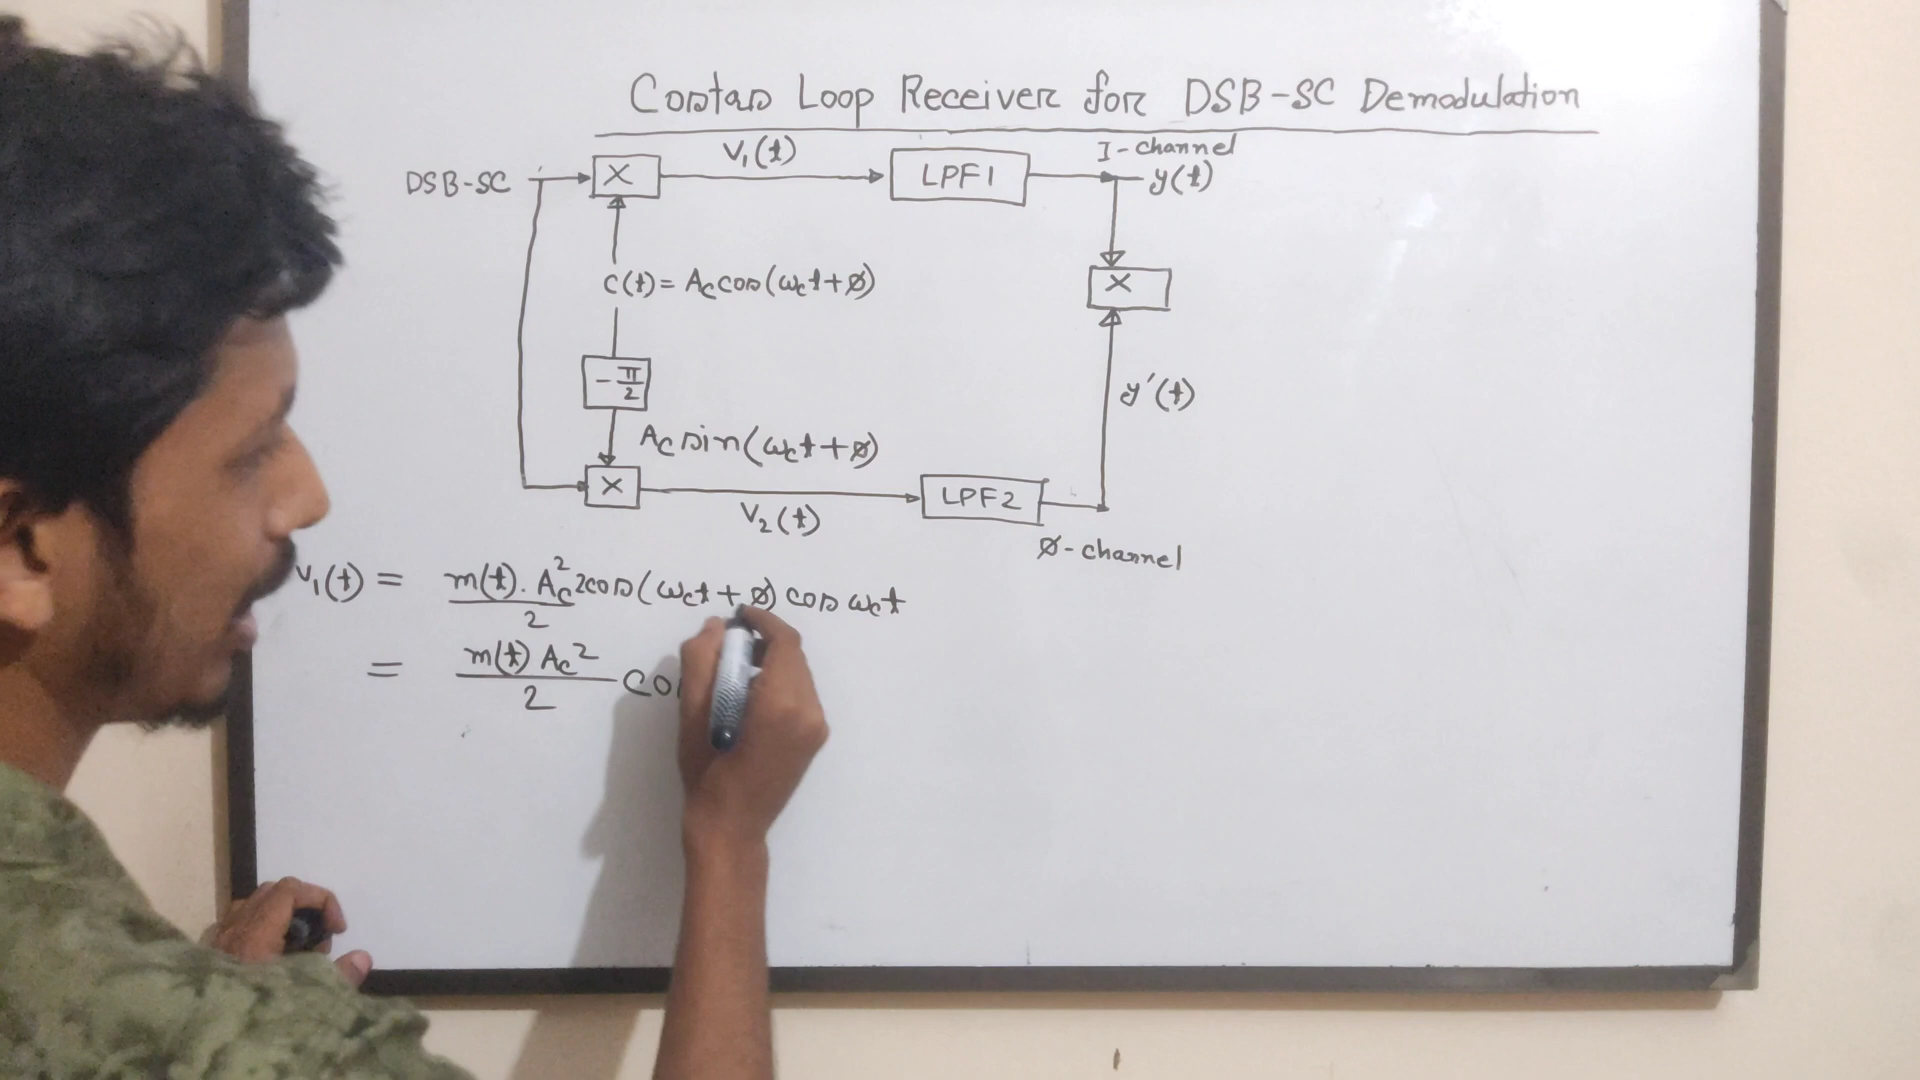 Costas Loop Receiver for DSB-SC Demodulation
I-channel
DSB-SC
X
V₁(t)
LPF1
y(t)
C(t) = Ac cos(ωct+φ)
X
-π/2
y'(t)
Ac sin(ωct+φ)
X
V₂(t)
LPF2
φ-channel
V₁(t) = m(t).Ac²/2 2cos(ωct+φ) cos ωct
= m(t) Ac²/2